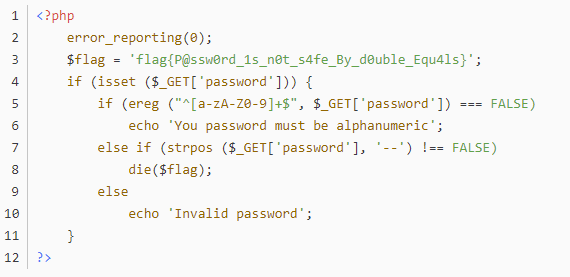 1 <?php
2 error_reporting(0);
3 $flag = 'flag{P@ssw0rd_1s_n0t_s4fe_By_d0uble_Equ4ls}';
4 if (isset ($_GET['password'])) {
5 if (ereg ("^[a-zA-Z0-9]+$", $_GET['password']) === FALSE)
6 echo 'You password must be alphanumeric';
7 else if (strpos ($_GET['password'], '--') !== FALSE)
8 die($flag);
9 else
10 echo 'Invalid password';
11 }
12 ?>